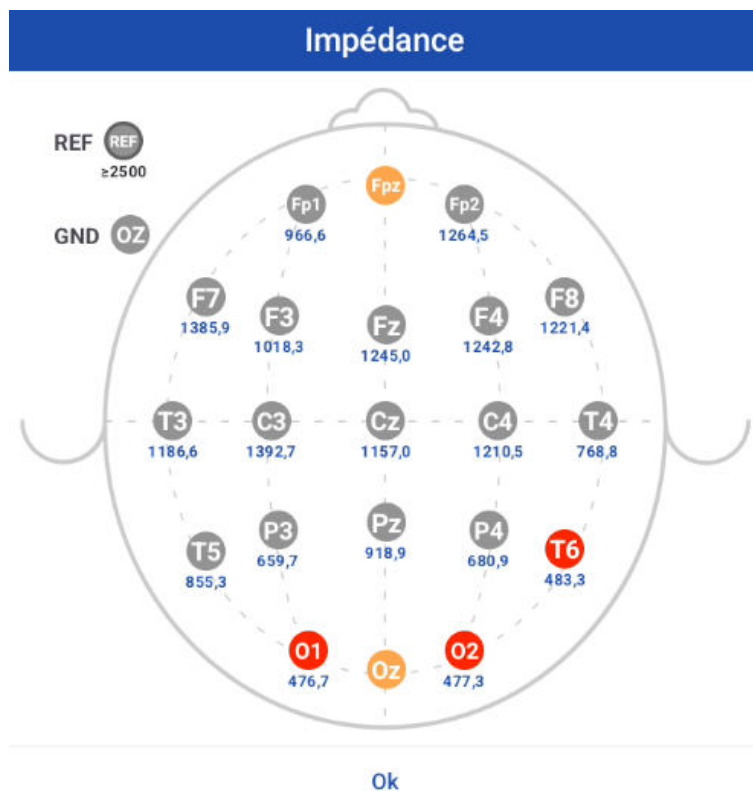 Impédance
REF REF
≥2500
Fpz
Fp1 Fp2
966,6 1264,5
GND OZ
F7 F8
1385,9 1221,4
F3 Fz F4
1018,3 1245,0 1242,8
T3 C3 Cz C4 T4
1186,6 1392,7 1157,0 1210,5 768,8
P3 Pz P4
659,7 918,9 680,9
T5 T6
855,3 483,3
O1 Oz O2
476,7 477,3
Ok